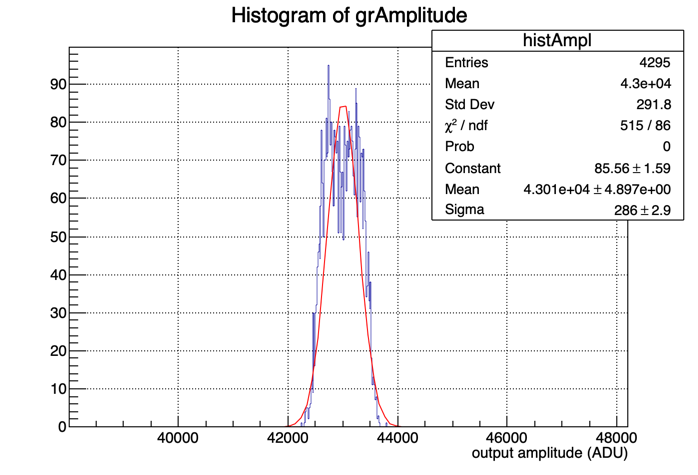 Histogram of grAmplitude
histAmpl
Entries 4295
Mean 4.3e+04
Std Dev 291.8
χ² / ndf 515 / 86
Prob 0
Constant 85.56 ± 1.59
Mean 4.301e+04 ± 4.897e+00
Sigma 286 ± 2.9
90
80
70
60
50
40
30
20
10
0
40000 42000 44000 46000 48000
output amplitude (ADU)